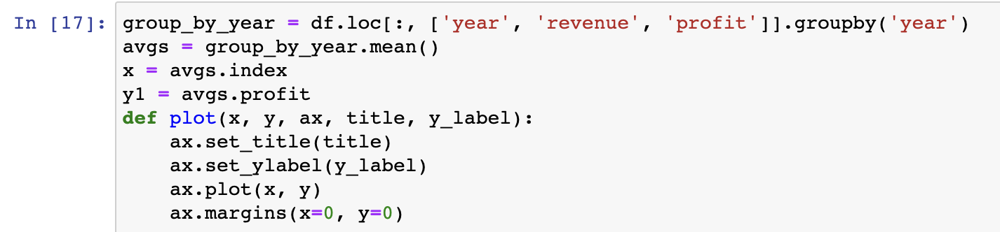 In [17]: group_by_year = df.loc[:, ['year', 'revenue', 'profit']].groupby('year')
avgs = group_by_year.mean()
x = avgs.index
y1 = avgs.profit
def plot(x, y, ax, title, y_label):
    ax.set_title(title)
    ax.set_ylabel(y_label)
    ax.plot(x, y)
    ax.margins(x=0, y=0)